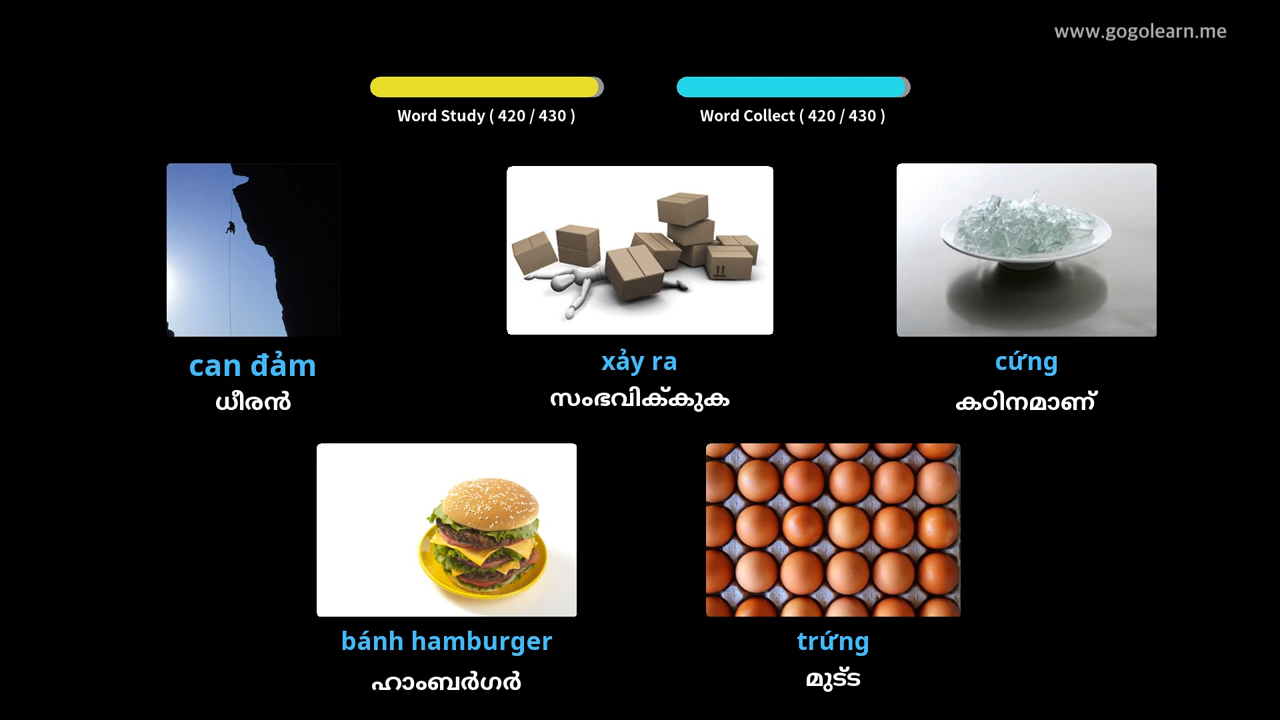 www.gogolearn.me
Word Study ( 420 / 430 )
Word Collect ( 420 / 430 )
can đảm
ധീരൻ
xảy ra
സംഭവിക്കുക
cứng
കഠിനമാണ്
bánh hamburger
ഹാംബർഗർ
trứng
മുട്ട